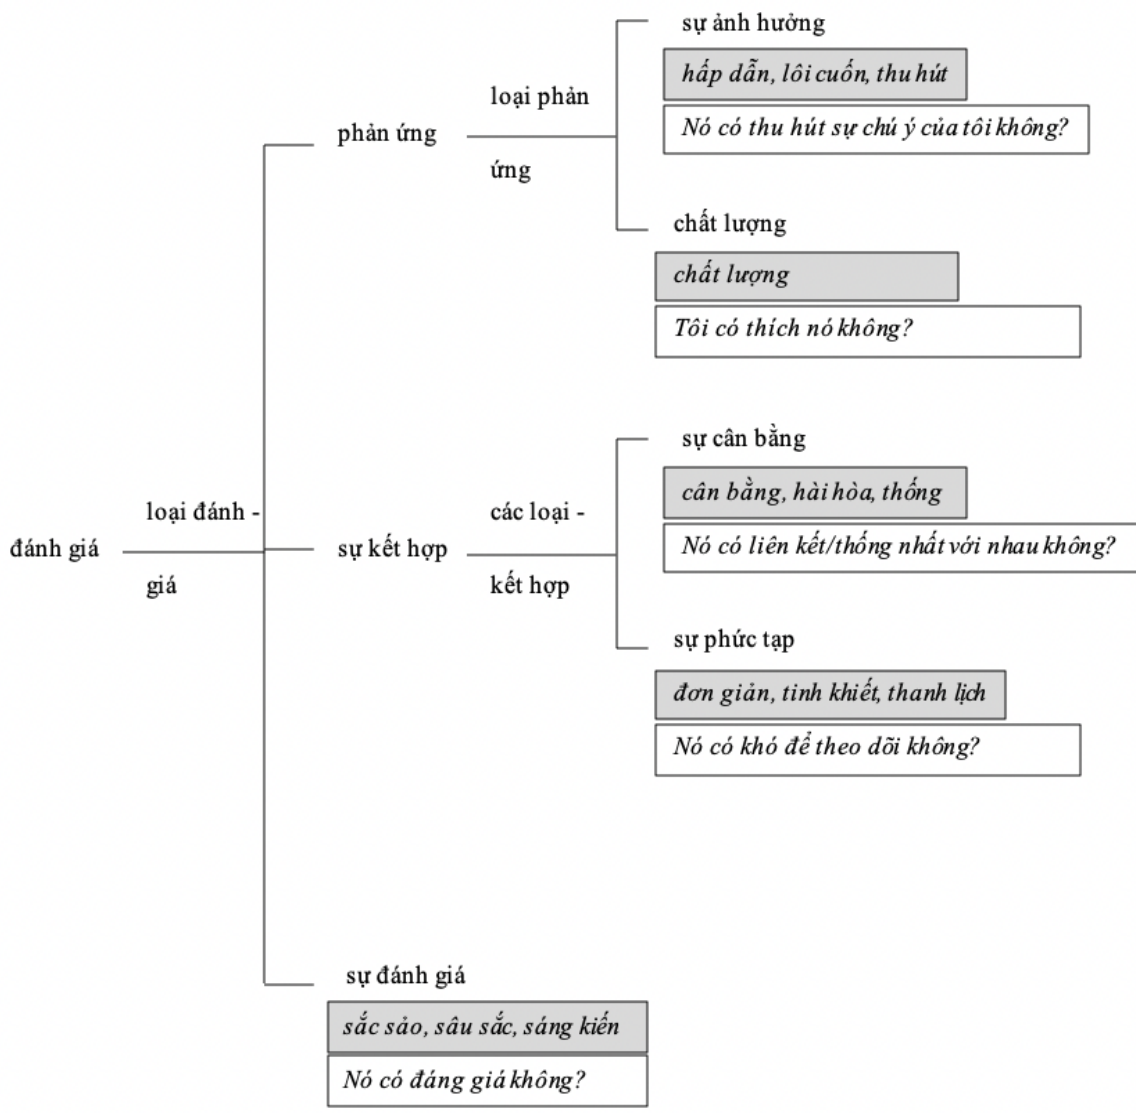 sự ảnh hưởng
hấp dẫn, lôi cuốn, thu hút
Nó có thu hút sự chú ý của tôi không?
phản ứng
loại phản
ứng
chất lượng
chất lượng
Tôi có thích nó không?
sự cân bằng
cân bằng, hài hòa, thống
Nó có liên kết/thống nhất với nhau không?
đánh giá
loại đánh -
giá
sự kết hợp
các loại -
kết hợp
sự phức tạp
đơn giản, tinh khiết, thanh lịch
Nó có khó để theo dõi không?
sự đánh giá
sắc sảo, sâu sắc, sáng kiến
Nó có đáng giá không?